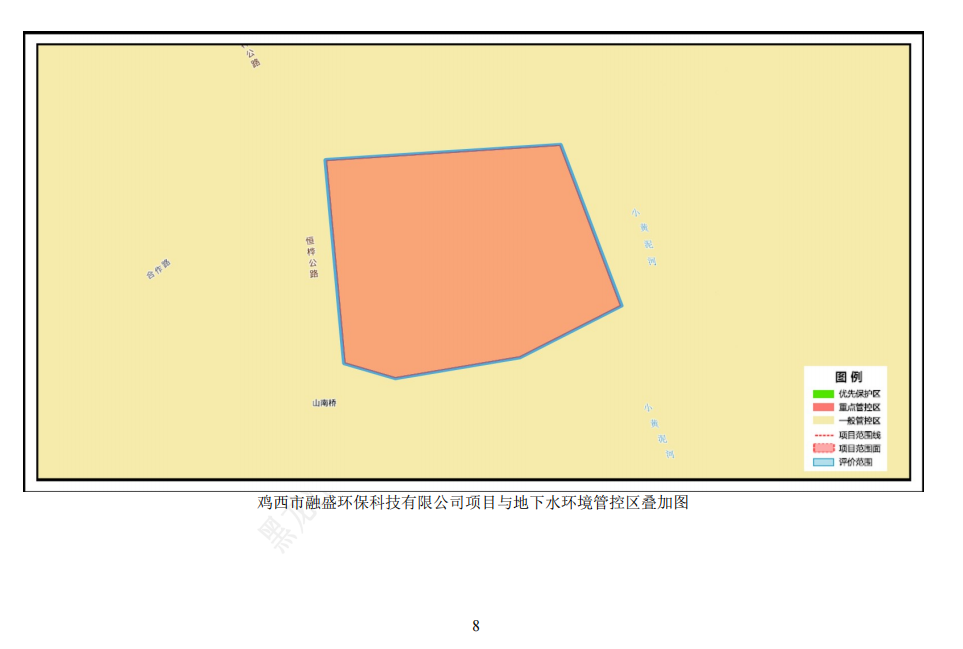 公路
合作路
恒桦公路
小黄泥河
山南桥
小黄泥河
图例
优先保护区
重点管控区
一般管控区
项目范围线
项目范围面
评价范围
鸡西市融盛环保科技有限公司项目与地下水环境管控区叠加图
黑龙
8